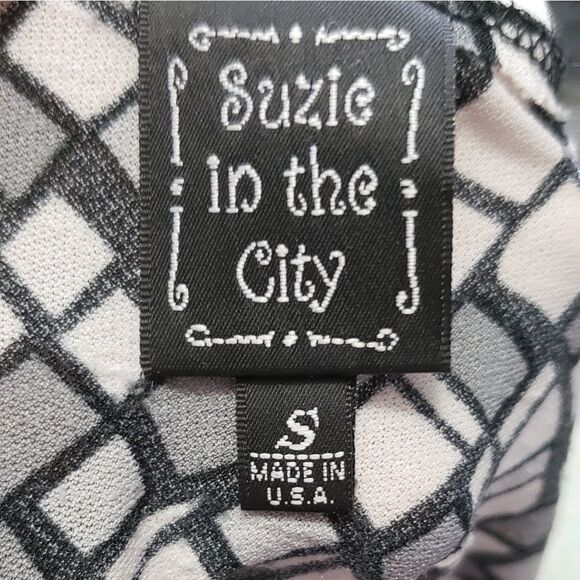 Suzie
in the
City
S
MADE IN
U.S.A.